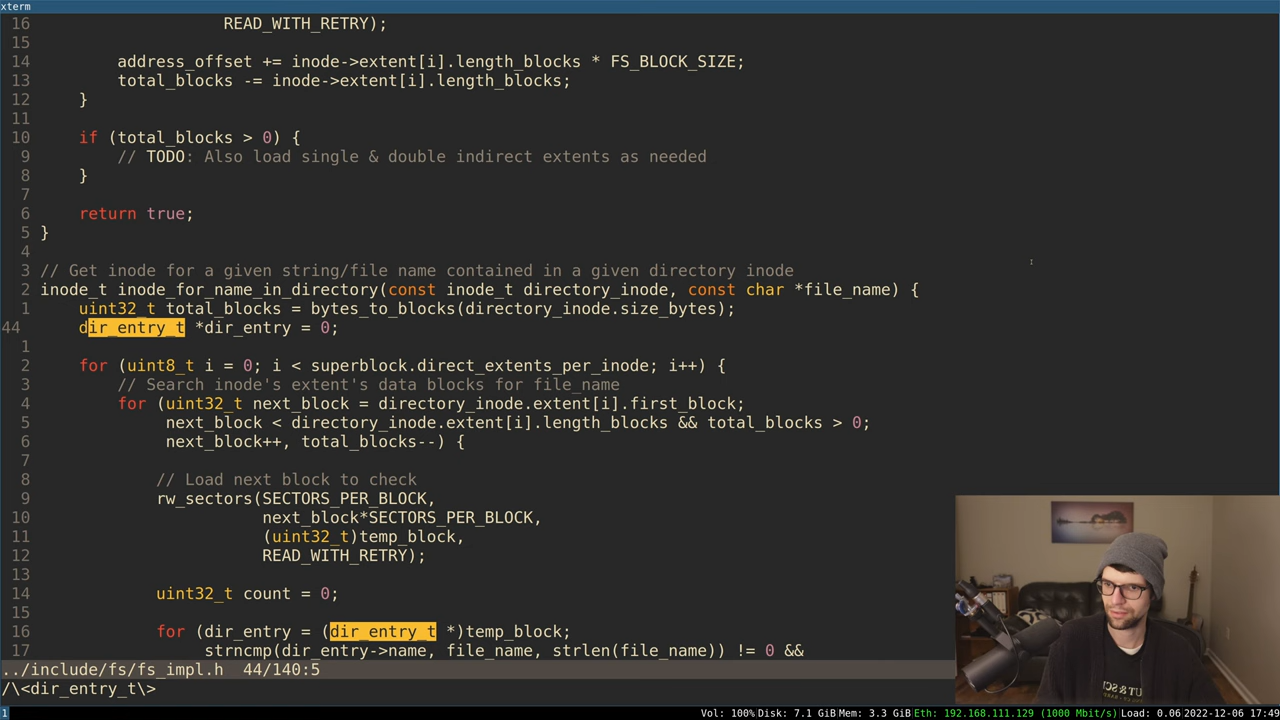 xterm
16 READ_WITH_RETRY);
15
14 address_offset += inode->extent[i].length_blocks * FS_BLOCK_SIZE;
13 total_blocks -= inode->extent[i].length_blocks;
12 }
11
10 if (total_blocks > 0) {
9 // TODO: Also load single & double indirect extents as needed
8 }
7
6 return true;
5 }
4
3 // Get inode for a given string/file name contained in a given directory inode
2 inode_t inode_for_name_in_directory(const inode_t directory_inode, const char *file_name) {
1 uint32_t total_blocks = bytes_to_blocks(directory_inode.size_bytes);
44 dir_entry_t *dir_entry = 0;
1
2 for (uint8_t i = 0; i < superblock.direct_extents_per_inode; i++) {
3 // Search inode's extent's data blocks for file_name
4 for (uint32_t next_block = directory_inode.extent[i].first_block;
5 next_block < directory_inode.extent[i].length_blocks && total_blocks > 0;
6 next_block++, total_blocks--) {
7
8 // Load next block to check
9 rw_sectors(SECTORS_PER_BLOCK,
10 next_block*SECTORS_PER_BLOCK,
11 (uint32_t)temp_block,
12 READ_WITH_RETRY);
13
14 uint32_t count = 0;
15
16 for (dir_entry = (dir_entry_t *)temp_block;
17 strncmp(dir_entry->name, file_name, strlen(file_name)) != 0 &&
../include/fs/fs_impl.h 44/140:5
/\<dir_entry_t\>
1 Vol: 100% Disk: 7.1 GiB Mem: 3.3 GiB Eth: 192.168.111.129 (1000 Mbit/s) Load: 0.06 2022-12-06 17:49